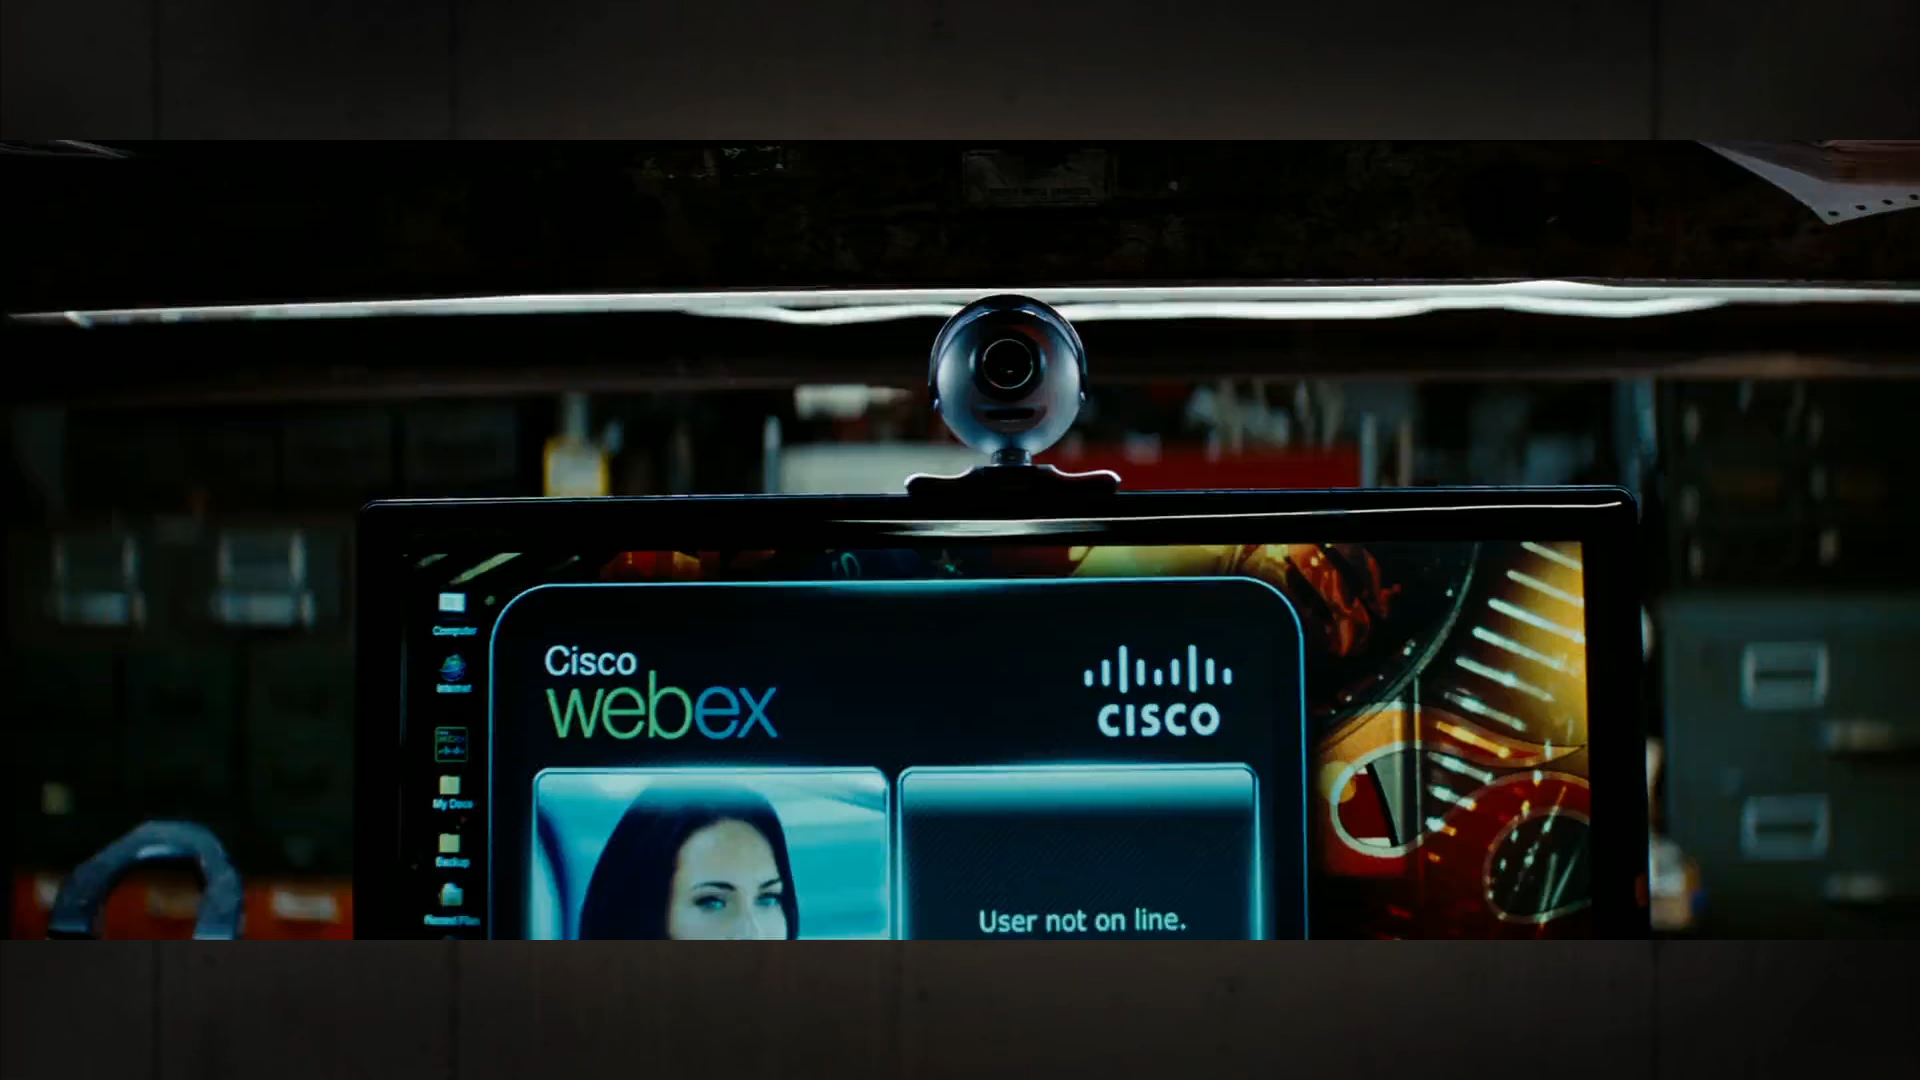 Cisco
webex
CISCO
Computer
Internet
My Docs
Backup
User not on line.